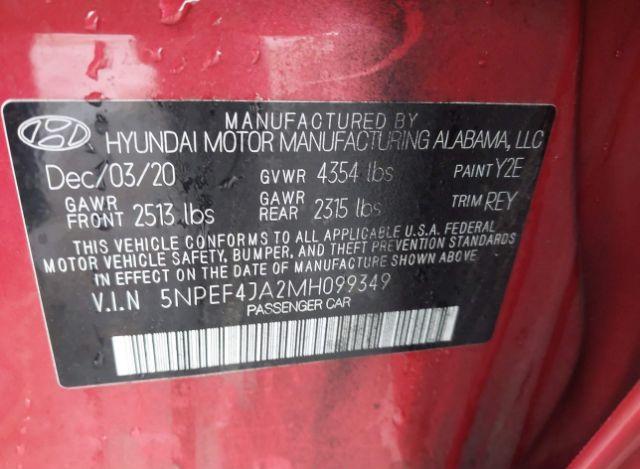 MANUFACTURED BY
HYUNDAI MOTOR MANUFACTURING ALABAMA, LLC
Dec/03/20 GVWR 4354 lbs PAINT Y2E
GAWR FRONT 2513 lbs GAWR REAR 2315 lbs TRIM REY
THIS VEHICLE CONFORMS TO ALL APPLICABLE U.S.A. FEDERAL
MOTOR VEHICLE SAFETY, BUMPER, AND THEFT PREVENTION STANDARDS
IN EFFECT ON THE DATE OF MANUFACTURE SHOWN ABOVE.
V.I.N 5NPEF4JA2MH099349
PASSENGER CAR